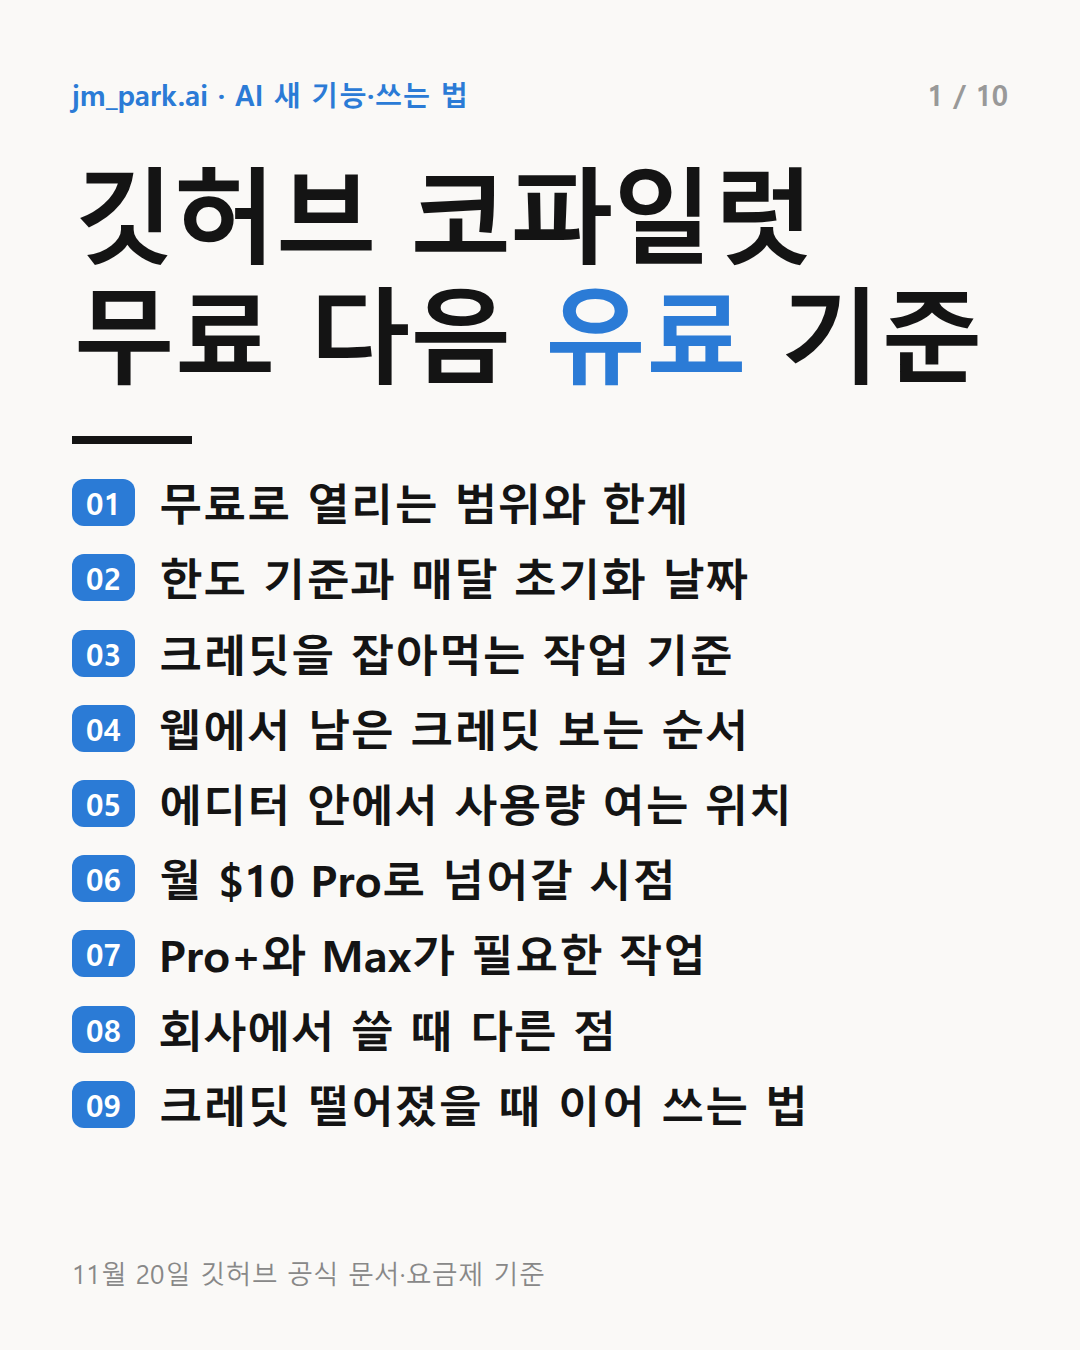 jm_park.ai · AI 새 기능·쓰는 법
1 / 10
깃허브 코파일럿
무료 다음 유료 기준
01 무료로 열리는 범위와 한계
02 한도 기준과 매달 초기화 날짜
03 크레딧을 잡아먹는 작업 기준
04 웹에서 남은 크레딧 보는 순서
05 에디터 안에서 사용량 여는 위치
06 월 $10 Pro로 넘어갈 시점
07 Pro+와 Max가 필요한 작업
08 회사에서 쓸 때 다른 점
09 크레딧 떨어졌을 때 이어 쓰는 법
11월 20일 깃허브 공식 문서·요금제 기준